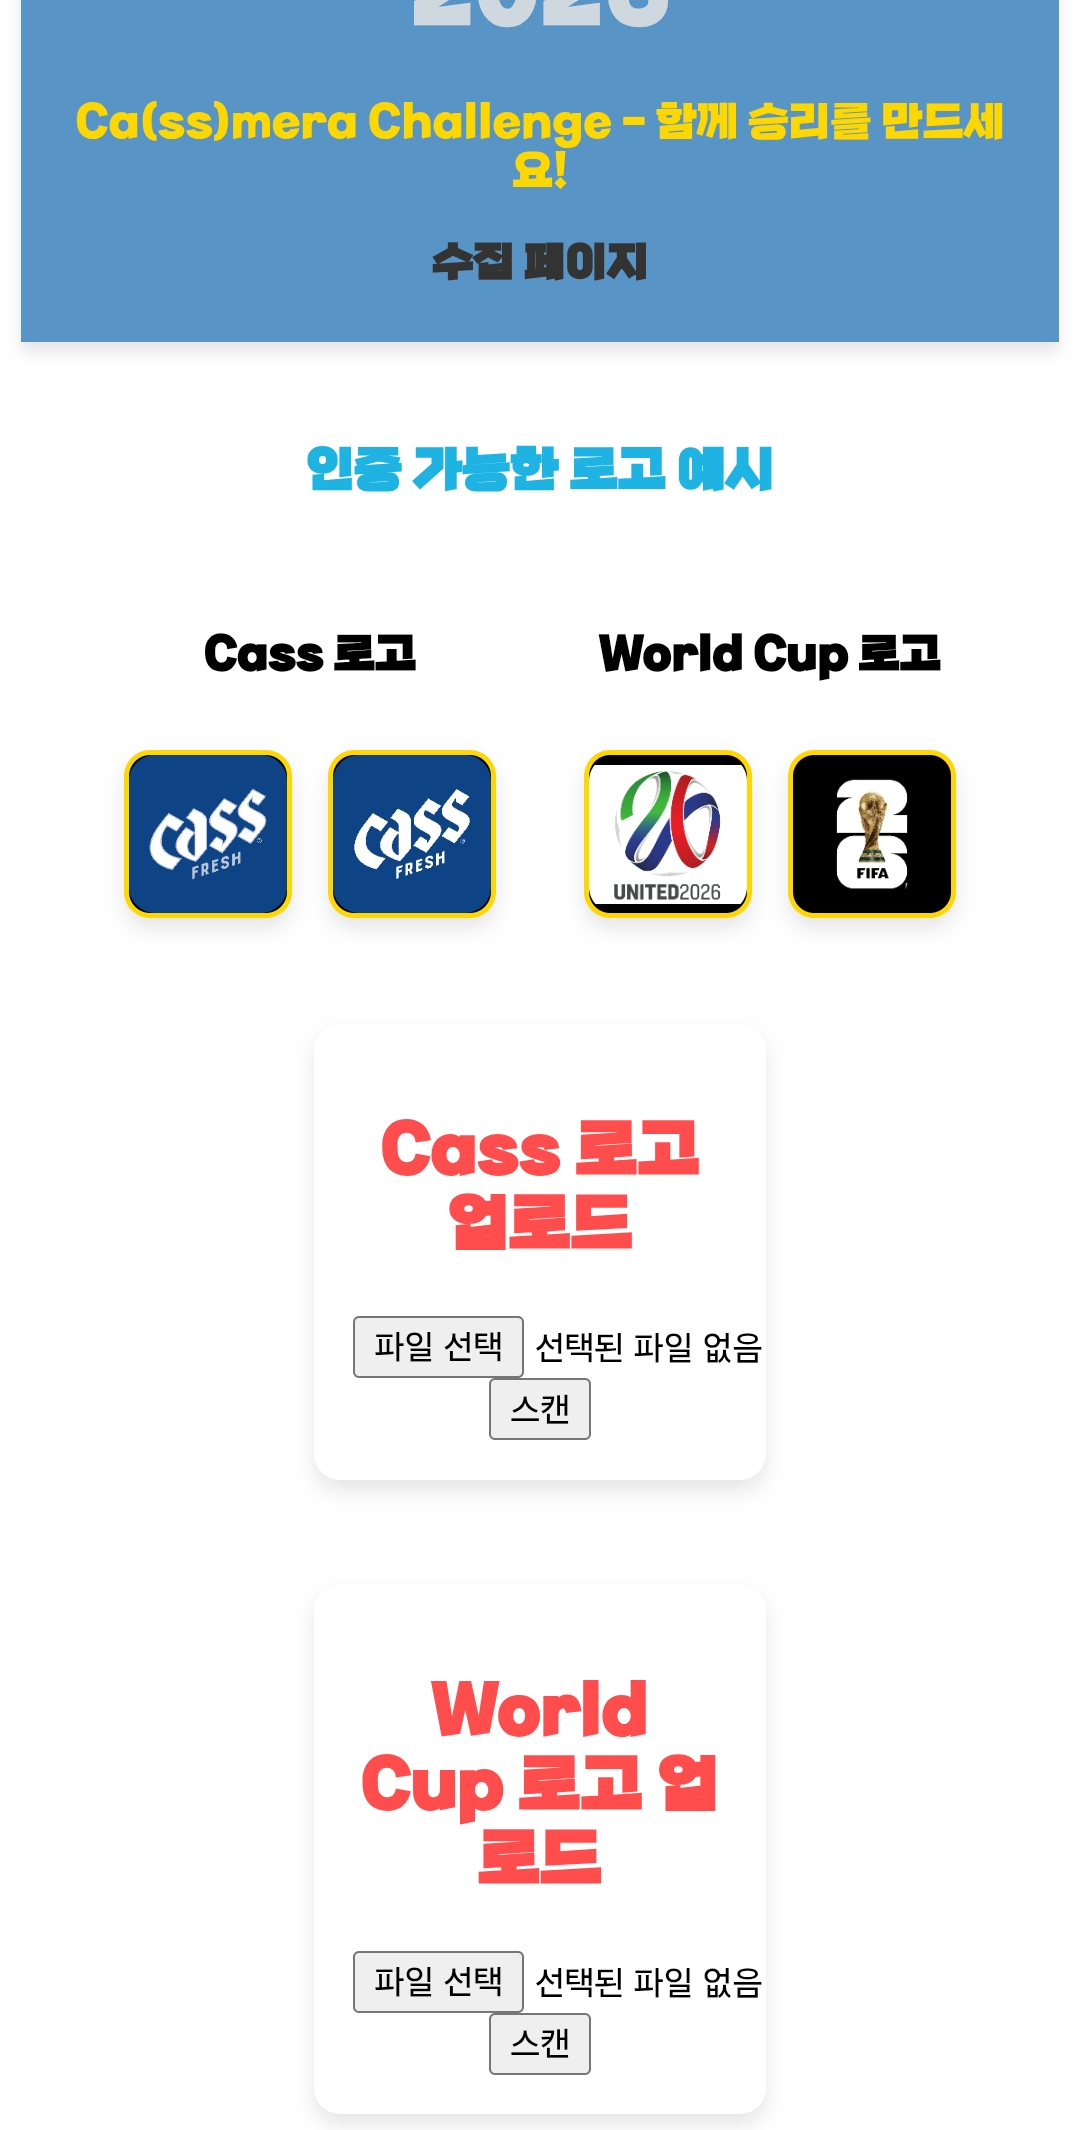 2026
Ca(ss)mera Challenge - 함께 승리를 만드세
요!
수집 페이지
인증 가능한 로고 예시
Cass 로고
World Cup 로고
Cass
FRESH
Cass
FRESH
UNITED2026
26
FIFA
Cass 로고
업로드
파일 선택 선택된 파일 없음
스캔
World
Cup 로고 업
로드
파일 선택 선택된 파일 없음
스캔